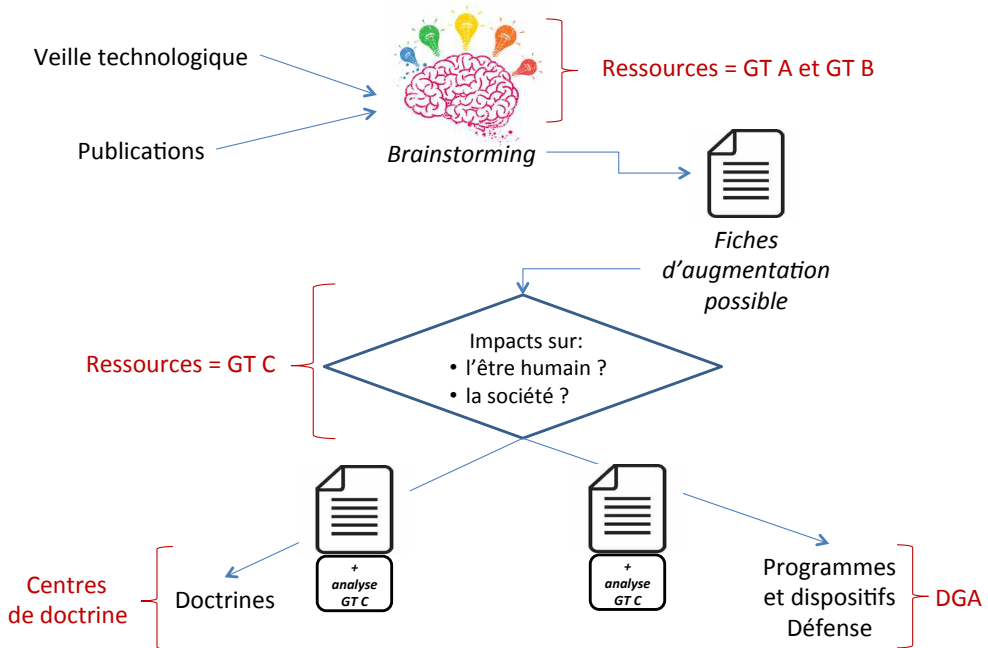 Veille technologique
Ressources = GT A et GT B
Publications
Brainstorming
Fiches
d’augmentation
possible
Impacts sur:
• l’être humain ?
• la société ?
Ressources = GT C
+
analyse
GT C
+
analyse
GT C
Centres
de doctrine
Doctrines
Programmes
et dispositifs
Défense
DGA